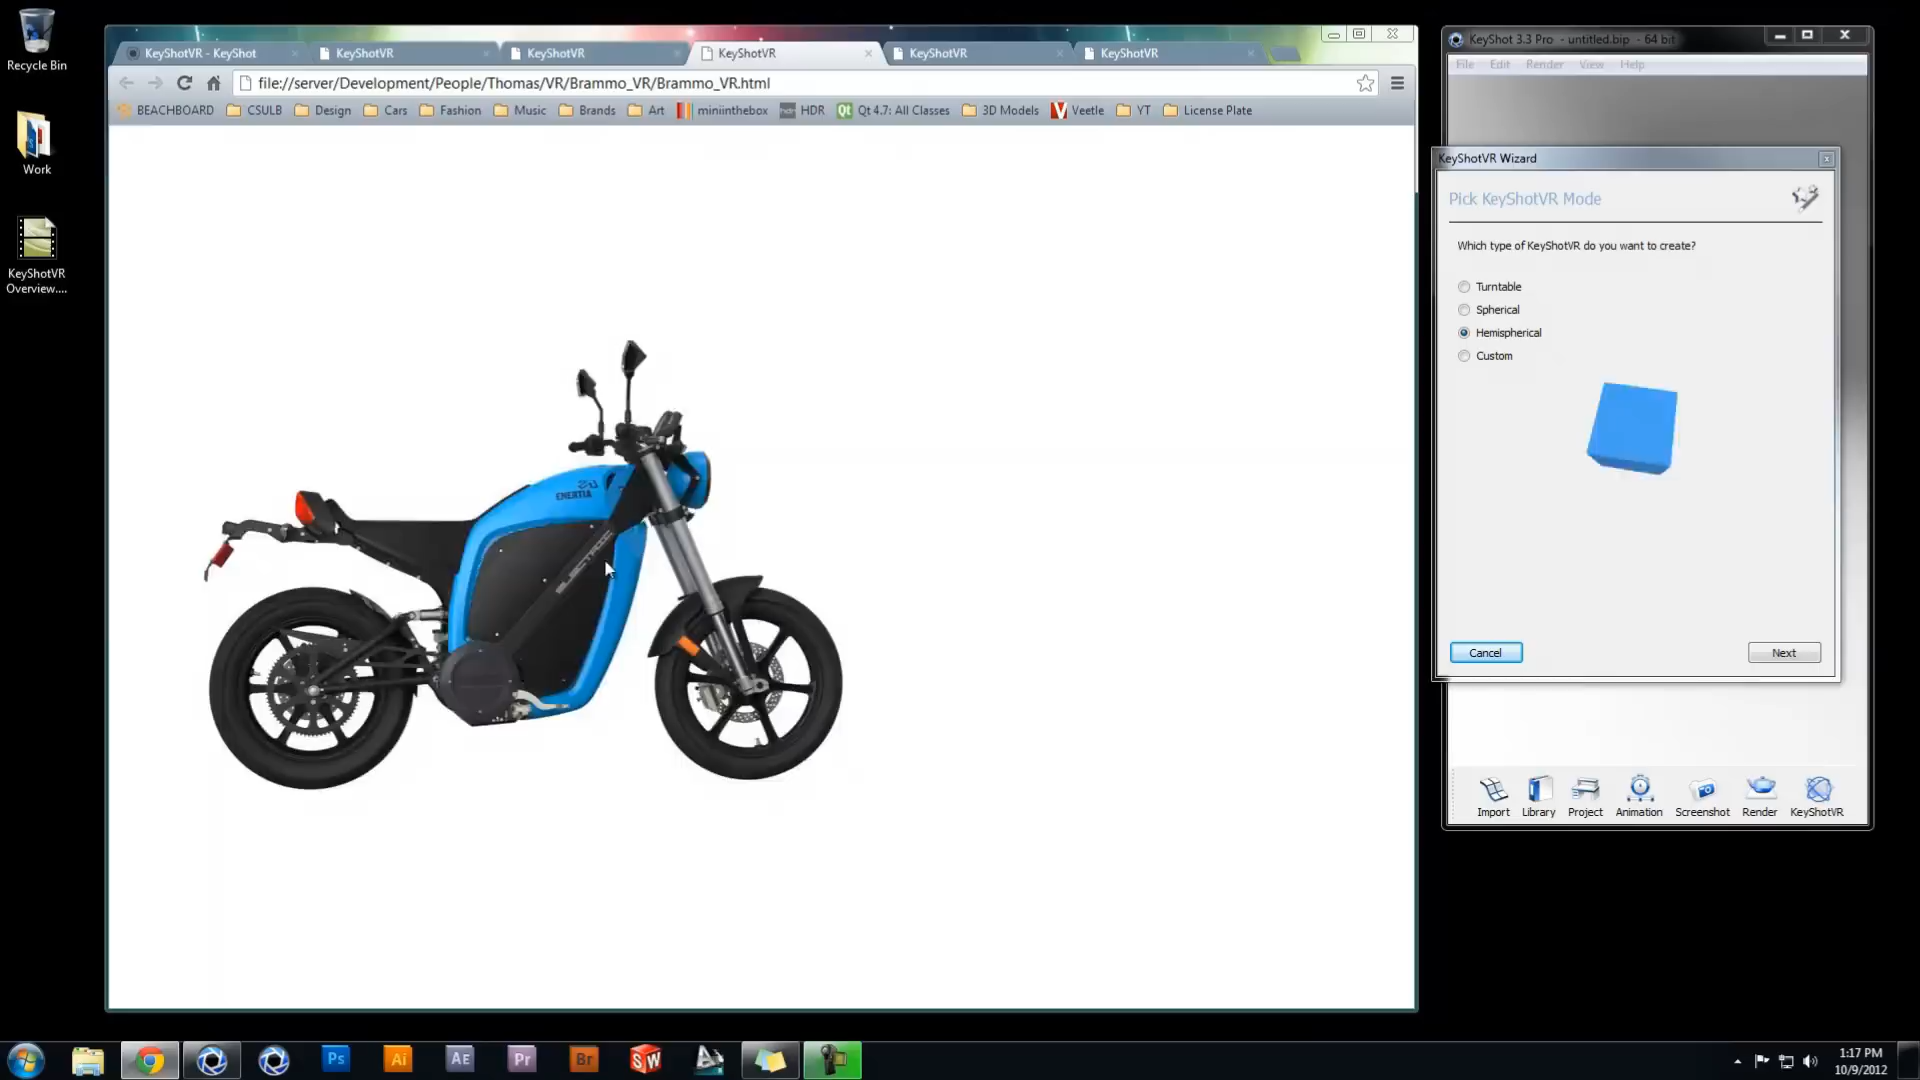 Recycle Bin
Work
KeyShotVR
Overview....
KeyShotVR - KeyShot
KeyShotVR
KeyShotVR
KeyShotVR
KeyShotVR
KeyShotVR
file://server/Development/People/Thomas/VR/Brammo_VR/Brammo_VR.html
BEACHBOARD
CSULB
Design
Cars
Fashion
Music
Brands
Art
miniinthebox
HDR
Qt 4.7: All Classes
3D Models
Veetle
YT
License Plate
ENERTIA
ELECTRIC
KeyShot 3.3 Pro - untitled.bip - 64 bit
File Edit Render View Help
KeyShotVR Wizard
Pick KeyShotVR Mode
Which type of KeyShotVR do you want to create?
Turntable
Spherical
Hemispherical
Custom
Cancel
Next
Import
Library
Project
Animation
Screenshot
Render
KeyShotVR
Ps
Ai
AE
Pr
Br
SW
1:17 PM
10/9/2012